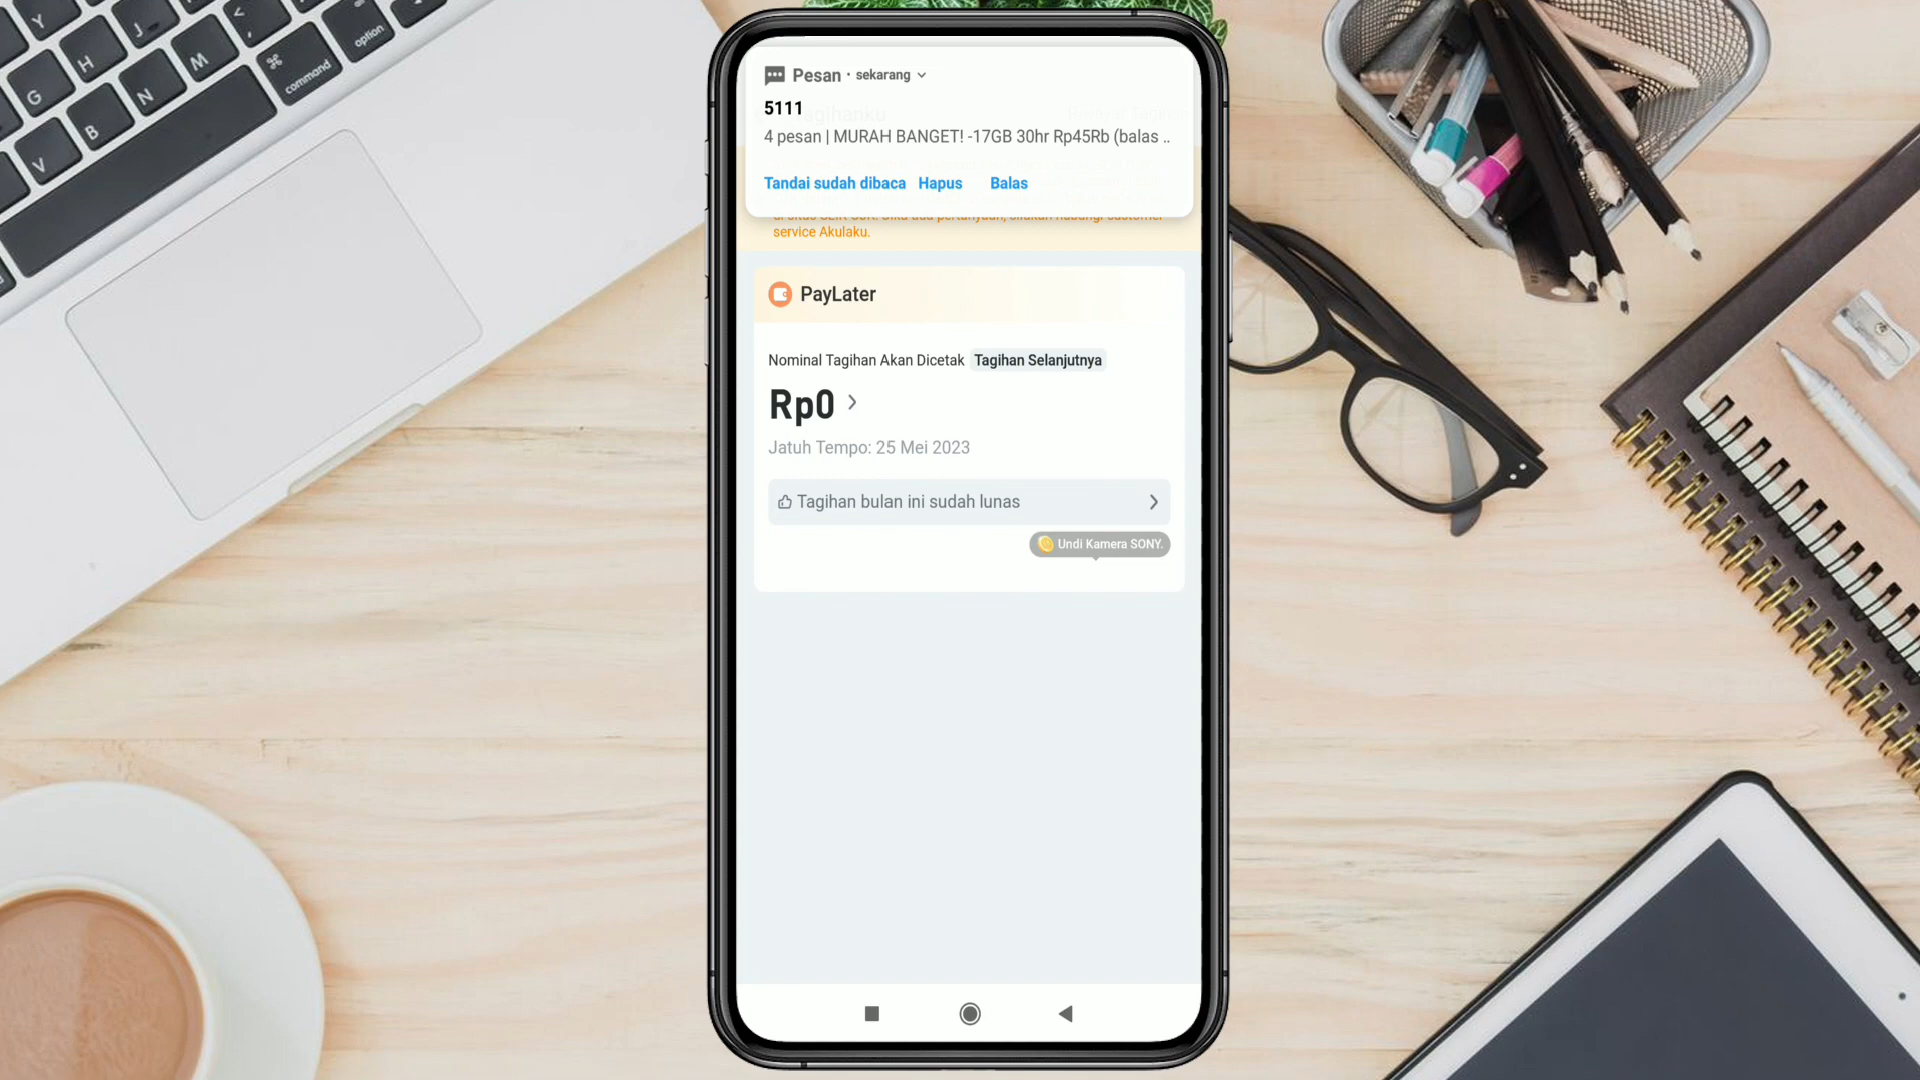 Pesan · sekarang
5111
4 pesan | MURAH BANGET! -17GB 30hr Rp45Rb (balas ..
Tandai sudah dibaca Hapus Balas
service Akulaku.
PayLater
Nominal Tagihan Akan Dicetak Tagihan Selanjutnya
Rp0
Jatuh Tempo: 25 Mei 2023
Tagihan bulan ini sudah lunas
Undi Kamera SONY.
Y
H
J
G
N
M
B
V
<
⌘
command
option